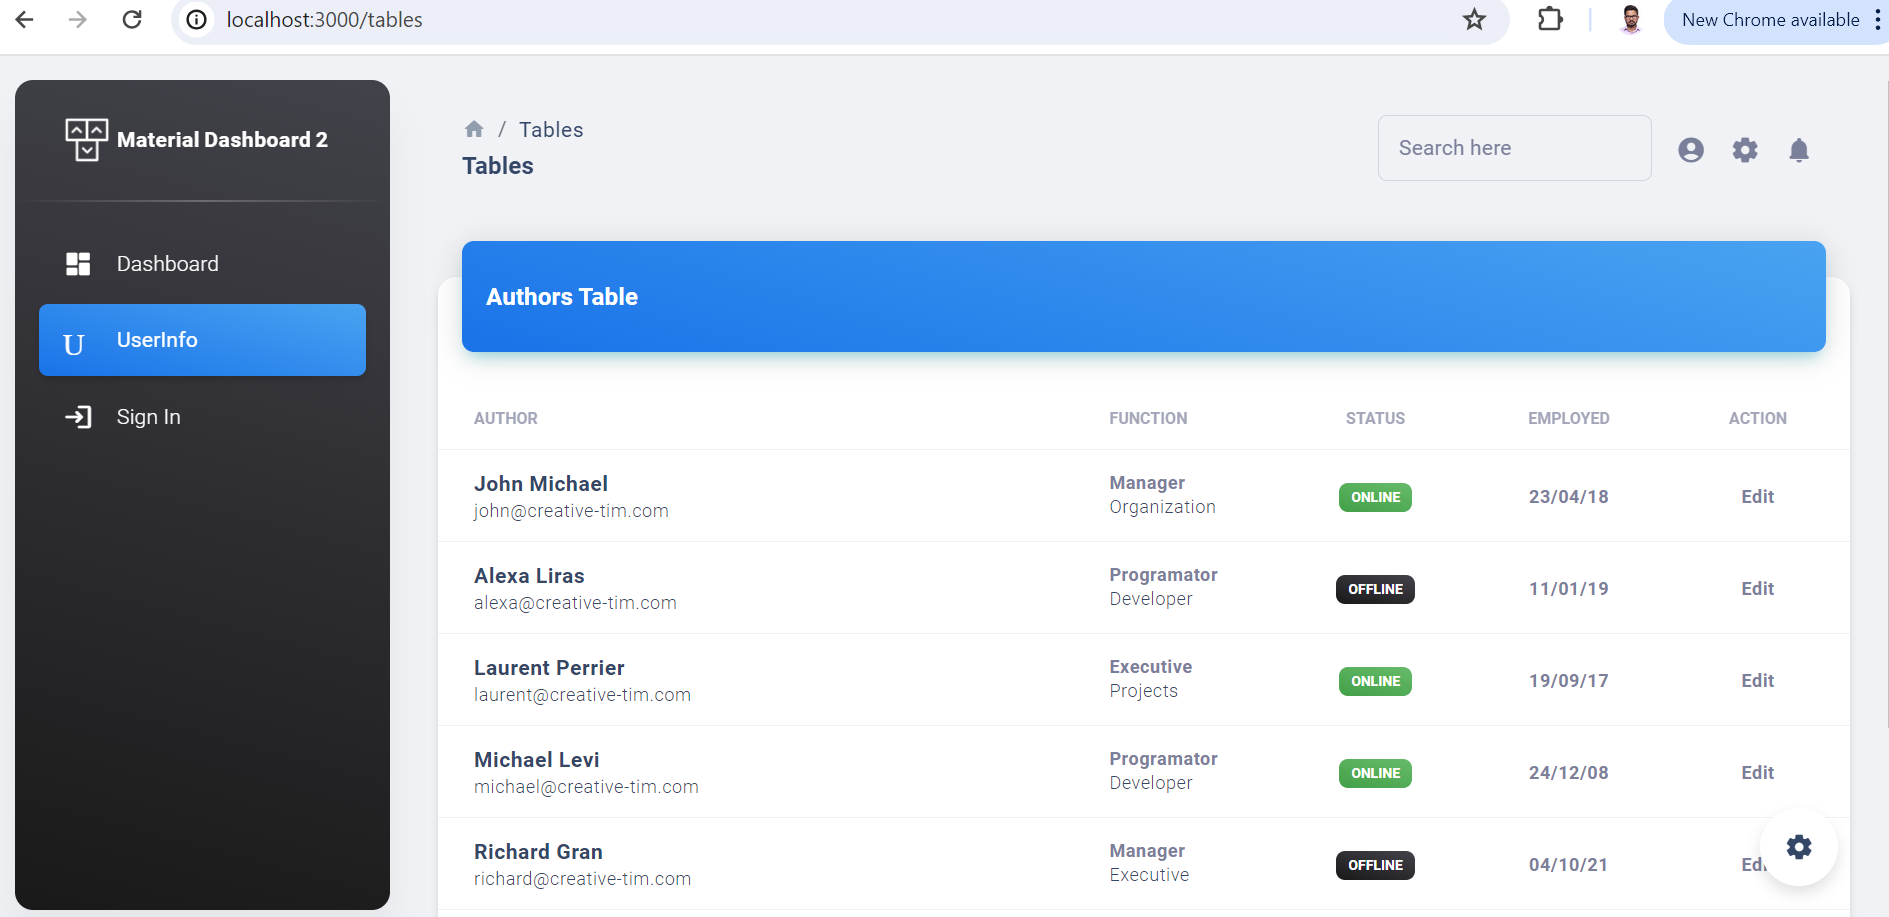 localhost:3000/tables
New Chrome available
Material Dashboard 2
Dashboard
U UserInfo
Sign In
/ Tables
Tables
Search here
Authors Table
AUTHOR FUNCTION STATUS EMPLOYED ACTION
John Michael Manager ONLINE 23/04/18 Edit
john@creative-tim.com Organization
Alexa Liras Programator OFFLINE 11/01/19 Edit
alexa@creative-tim.com Developer
Laurent Perrier Executive ONLINE 19/09/17 Edit
laurent@creative-tim.com Projects
Michael Levi Programator ONLINE 24/12/08 Edit
michael@creative-tim.com Developer
Richard Gran Manager OFFLINE 04/10/21
richard@creative-tim.com Executive